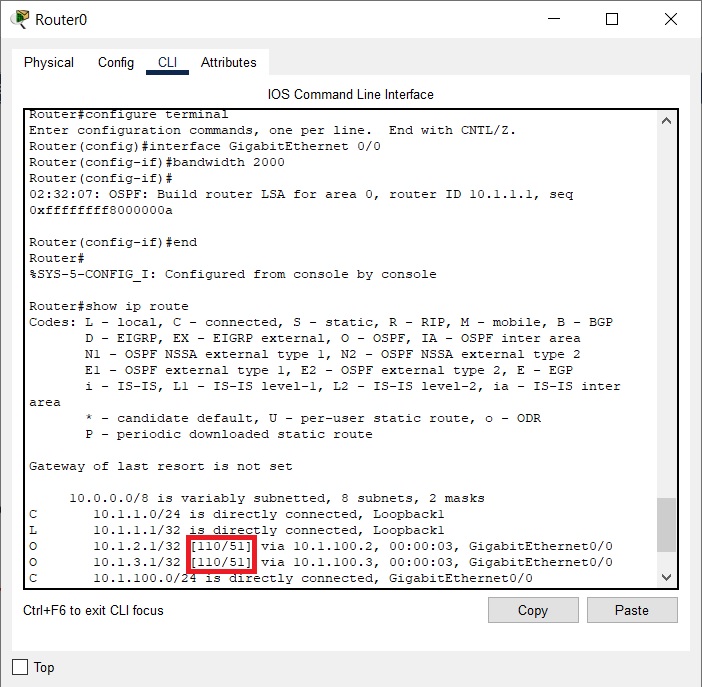 Router0
Physical Config CLI Attributes
IOS Command Line Interface
Router#configure terminal
Enter configuration commands, one per line.  End with CNTL/Z.
Router(config)#interface GigabitEthernet 0/0
Router(config-if)#bandwidth 2000
Router(config-if)#
02:32:07: OSPF: Build router LSA for area 0, router ID 10.1.1.1, seq
0xffffffff8000000a
Router(config-if)#end
Router#
%SYS-5-CONFIG_I: Configured from console by console
Router#show ip route
Codes: L - local, C - connected, S - static, R - RIP, M - mobile, B - BGP
       D - EIGRP, EX - EIGRP external, O - OSPF, IA - OSPF inter area
       N1 - OSPF NSSA external type 1, N2 - OSPF NSSA external type 2
       E1 - OSPF external type 1, E2 - OSPF external type 2, E - EGP
       i - IS-IS, L1 - IS-IS level-1, L2 - IS-IS level-2, ia - IS-IS inter
area
       * - candidate default, U - per-user static route, o - ODR
       P - periodic downloaded static route
Gateway of last resort is not set
     10.0.0.0/8 is variably subnetted, 8 subnets, 2 masks
C       10.1.1.0/24 is directly connected, Loopback1
L       10.1.1.1/32 is directly connected, Loopback1
O       10.1.2.1/32 [110/51] via 10.1.100.2, 00:00:03, GigabitEthernet0/0
O       10.1.3.1/32 [110/51] via 10.1.100.3, 00:00:03, GigabitEthernet0/0
C       10.1.100.0/24 is directly connected, GigabitEthernet0/0
Ctrl+F6 to exit CLI focus
Copy Paste
Top